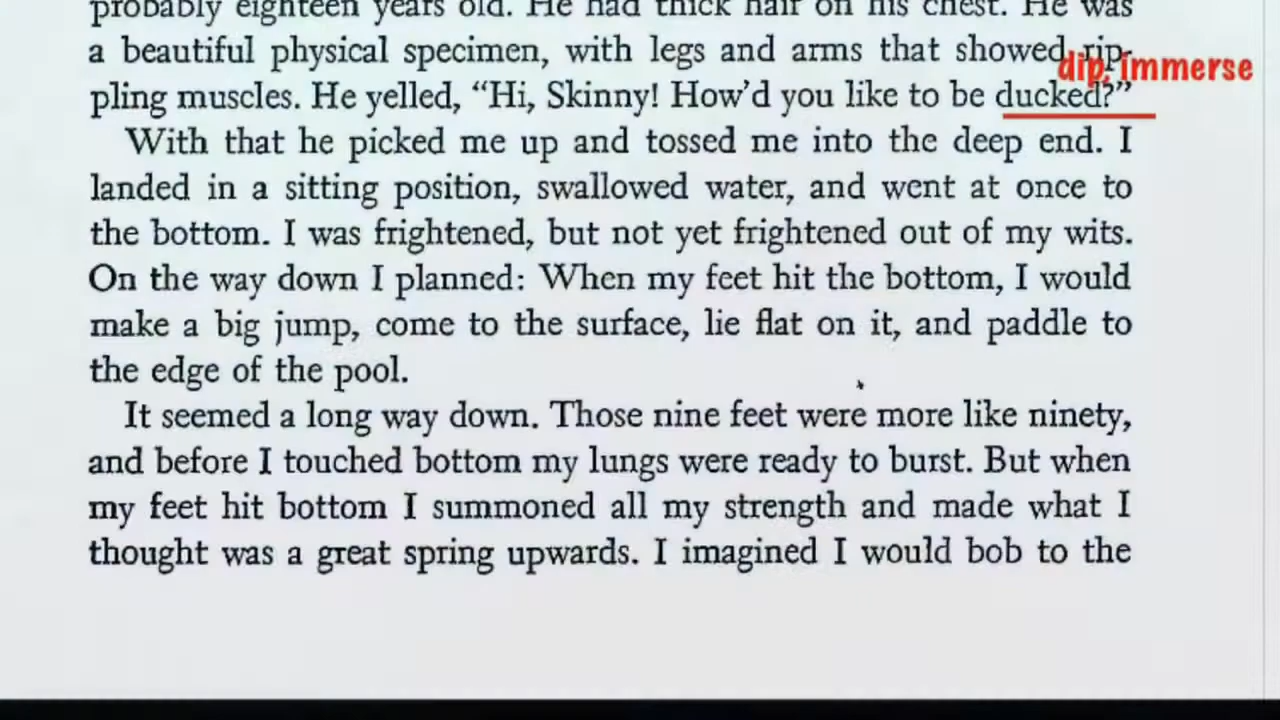 probably eighteen years old. He had thick hair on his chest. He was
a beautiful physical specimen, with legs and arms that showed rip-
dip, immerse
pling muscles. He yelled, “Hi, Skinny! How’d you like to be ducked?”
With that he picked me up and tossed me into the deep end. I
landed in a sitting position, swallowed water, and went at once to
the bottom. I was frightened, but not yet frightened out of my wits.
On the way down I planned: When my feet hit the bottom, I would
make a big jump, come to the surface, lie flat on it, and paddle to
the edge of the pool.
It seemed a long way down. Those nine feet were more like ninety,
and before I touched bottom my lungs were ready to burst. But when
my feet hit bottom I summoned all my strength and made what I
thought was a great spring upwards. I imagined I would bob to the